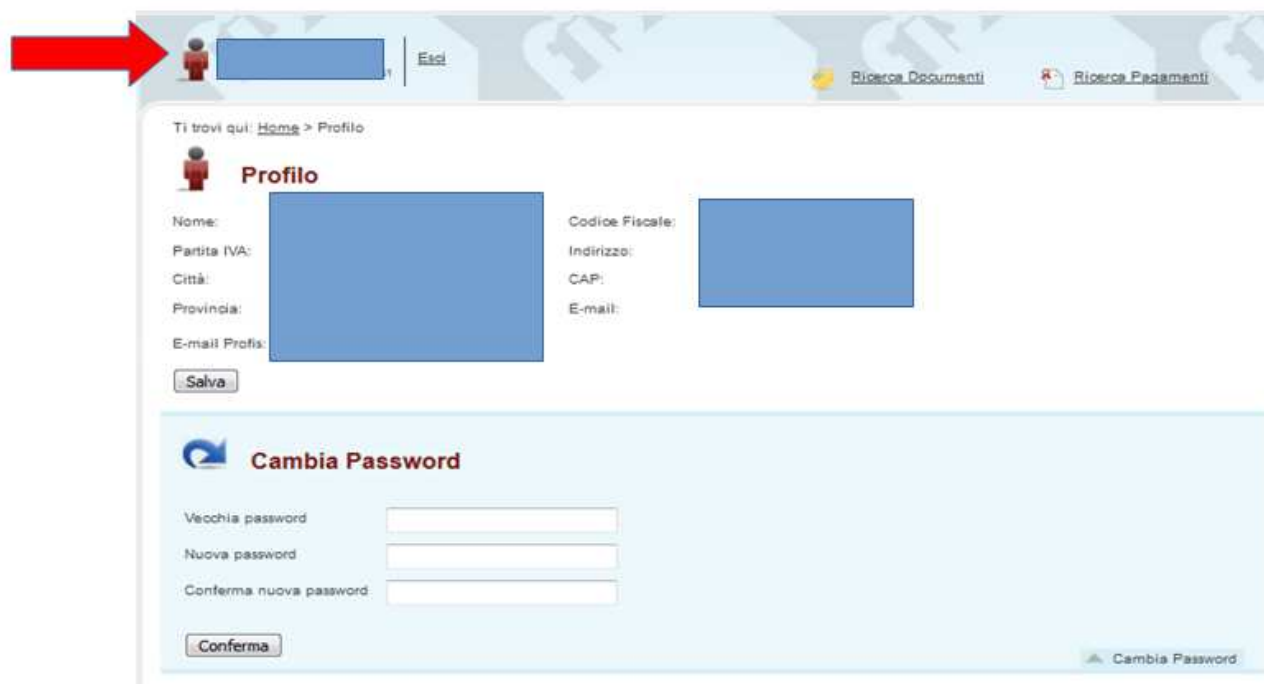 Esci
Ricerca Documenti
Ricerca Pagamenti
Ti trovi qui: Home > Profilo
Profilo
Nome:
Codice Fiscale:
Partita IVA:
Indirizzo:
Città:
CAP:
Provincia:
E-mail:
E-mail Profis:
Salva
Cambia Password
Vecchia password
Nuova password
Conferma nuova password
Conferma
Cambia Password